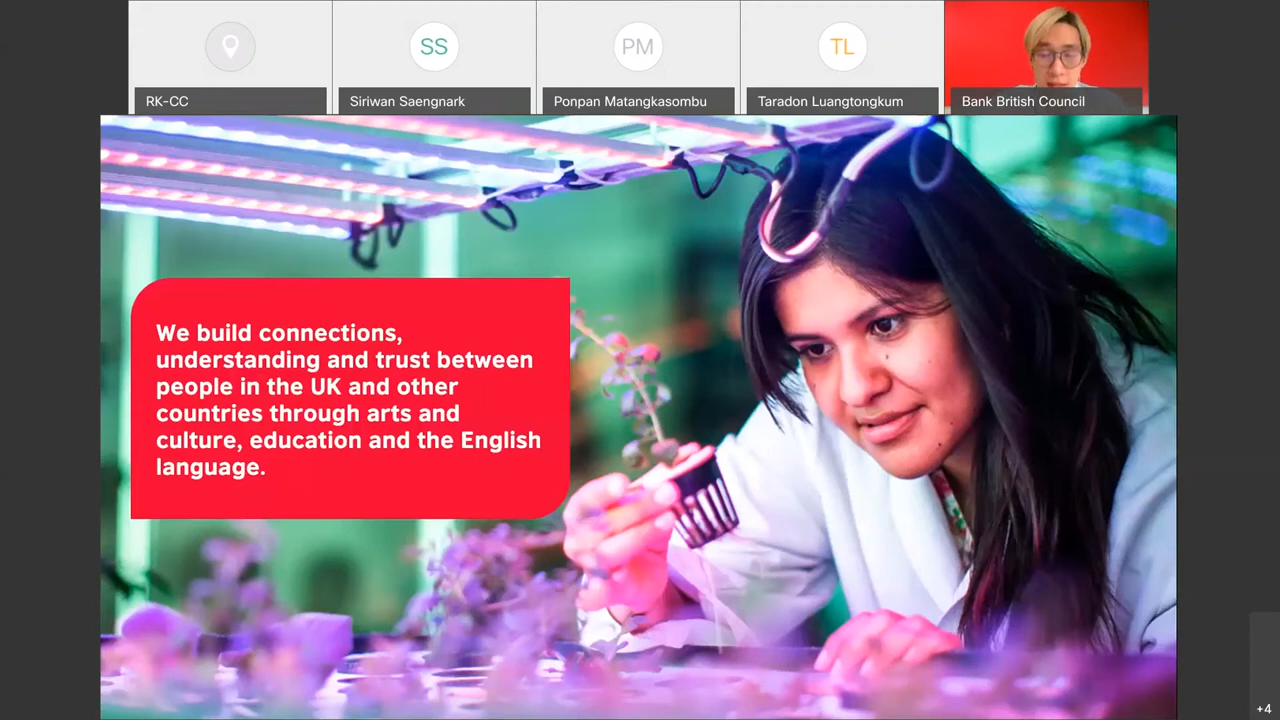 SS
PM
TL
RK-CC
Siriwan Saengnark
Ponpan Matangkasombu
Taradon Luangtongkum
Bank British Council
We build connections,
understanding and trust between
people in the UK and other
countries through arts and
culture, education and the English
language.
+4